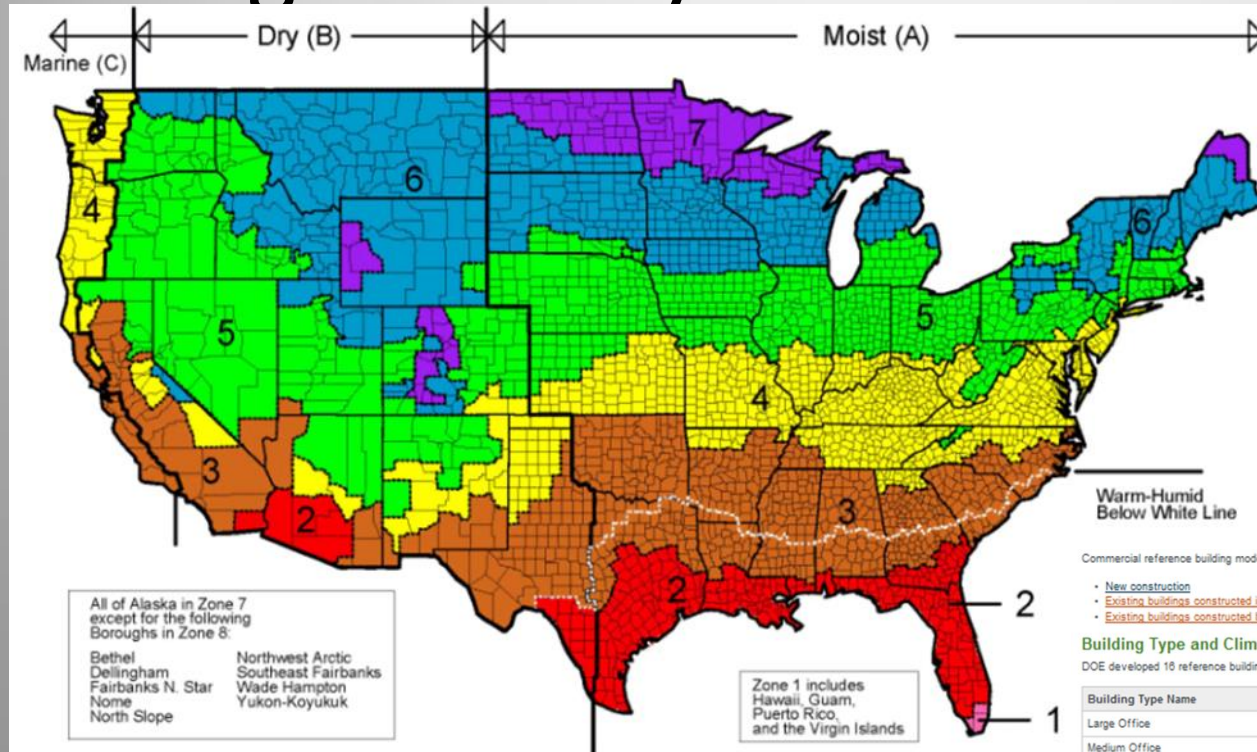 Marine (C)
Dry (B)
Moist (A)
7
6
4
6
5
5
4
3
3
2
2
2
1
Warm-Humid
Below White Line
All of Alaska in Zone 7
except for the following
Boroughs in Zone 8:
Bethel
Dellingham
Fairbanks N. Star
Nome
North Slope
Northwest Arctic
Southeast Fairbanks
Wade Hampton
Yukon-Koyukuk
Zone 1 includes
Hawaii, Guam,
Puerto Rico,
and the Virgin Islands
Commercial reference building
New construction
Existing buildings constructed
Existing buildings constructed
Building Type and
DOE developed 16 reference
Building Type Name
Large Office
Medium Office